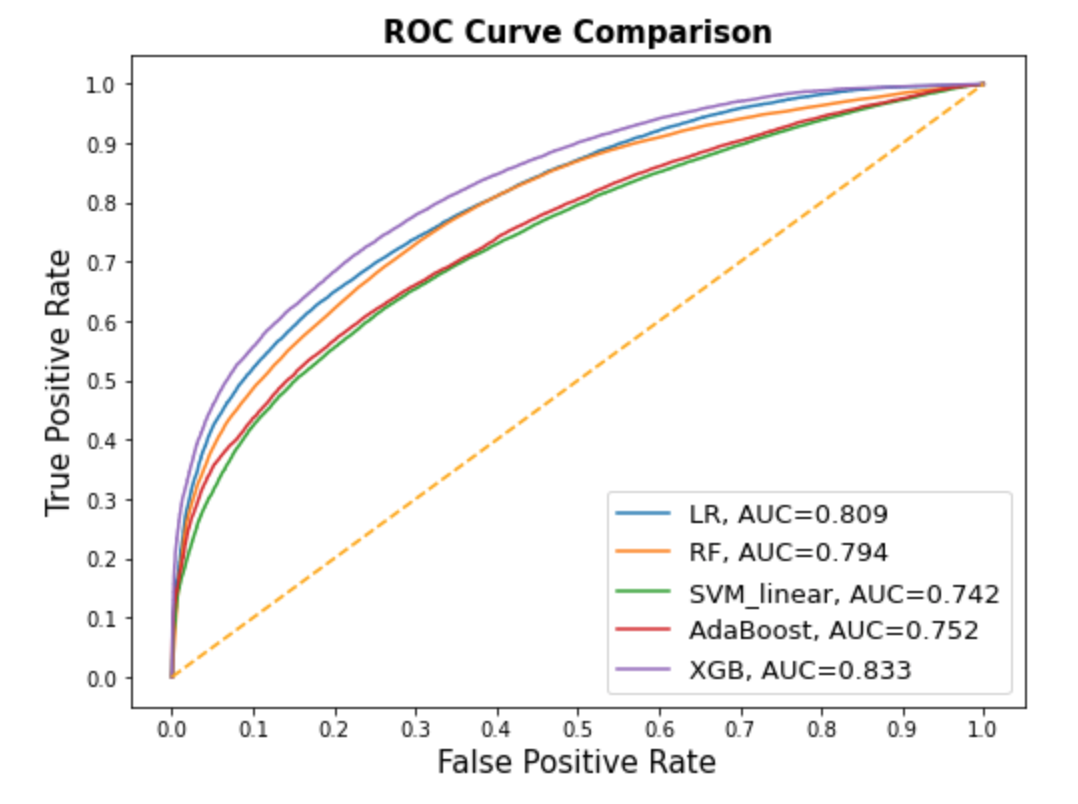 ROC Curve Comparison
True Positive Rate
1.0
0.9
0.8
0.7
0.6
0.5
0.4
0.3
0.2
0.1
0.0
LR, AUC=0.809
RF, AUC=0.794
SVM_linear, AUC=0.742
AdaBoost, AUC=0.752
XGB, AUC=0.833
0.0 0.1 0.2 0.3 0.4 0.5 0.6 0.7 0.8 0.9 1.0
False Positive Rate